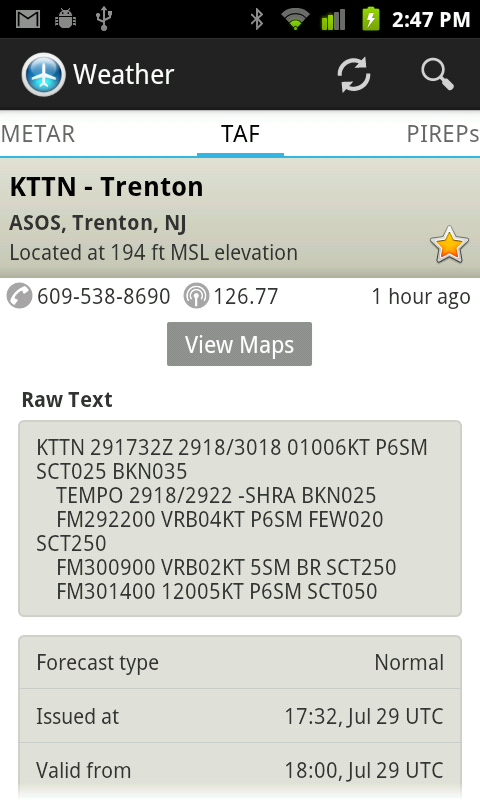 2:47 PM
Weather
METAR TAF PIREPs
KTTN - Trenton
ASOS, Trenton, NJ
Located at 194 ft MSL elevation
609-538-8690 126.77 1 hour ago
View Maps
Raw Text
KTTN 291732Z 2918/3018 01006KT P6SM
SCT025 BKN035
TEMPO 2918/2922 -SHRA BKN025
FM292200 VRB04KT P6SM FEW020
SCT250
FM300900 VRB02KT 5SM BR SCT250
FM301400 12005KT P6SM SCT050
Forecast type Normal
Issued at 17:32, Jul 29 UTC
Valid from 18:00, Jul 29 UTC